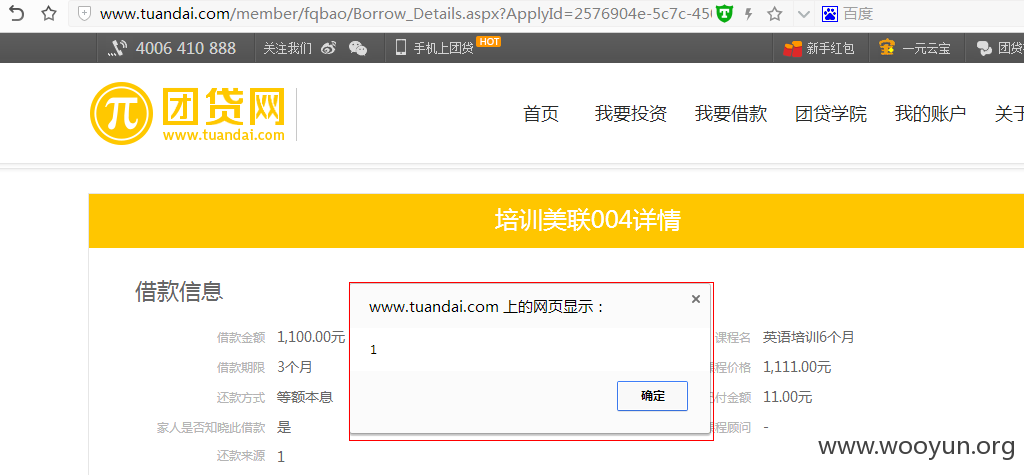 www.tuandai.com/member/fqbao/Borrow_Details.aspx?ApplyId=2576904e-5c7c-45 百度
4006 410 888 关注我们 手机上团贷 HOT 新手红包 一元云宝 团贷
π 团贷网 首页 我要投资 我要借款 团贷学院 我的账户 关于
www.tuandai.com
培训美联004详情
借款信息
www.tuandai.com 上的网页显示：
借款金额 1,100.00元 1 课程名 英语培训6个月
借款期限 3个月 程价格 1,111.00元
还款方式 等额本息 确定 付金额 11.00元
家人是否知晓此借款 是 程顾问 -
还款来源 1
www.wooyun.org